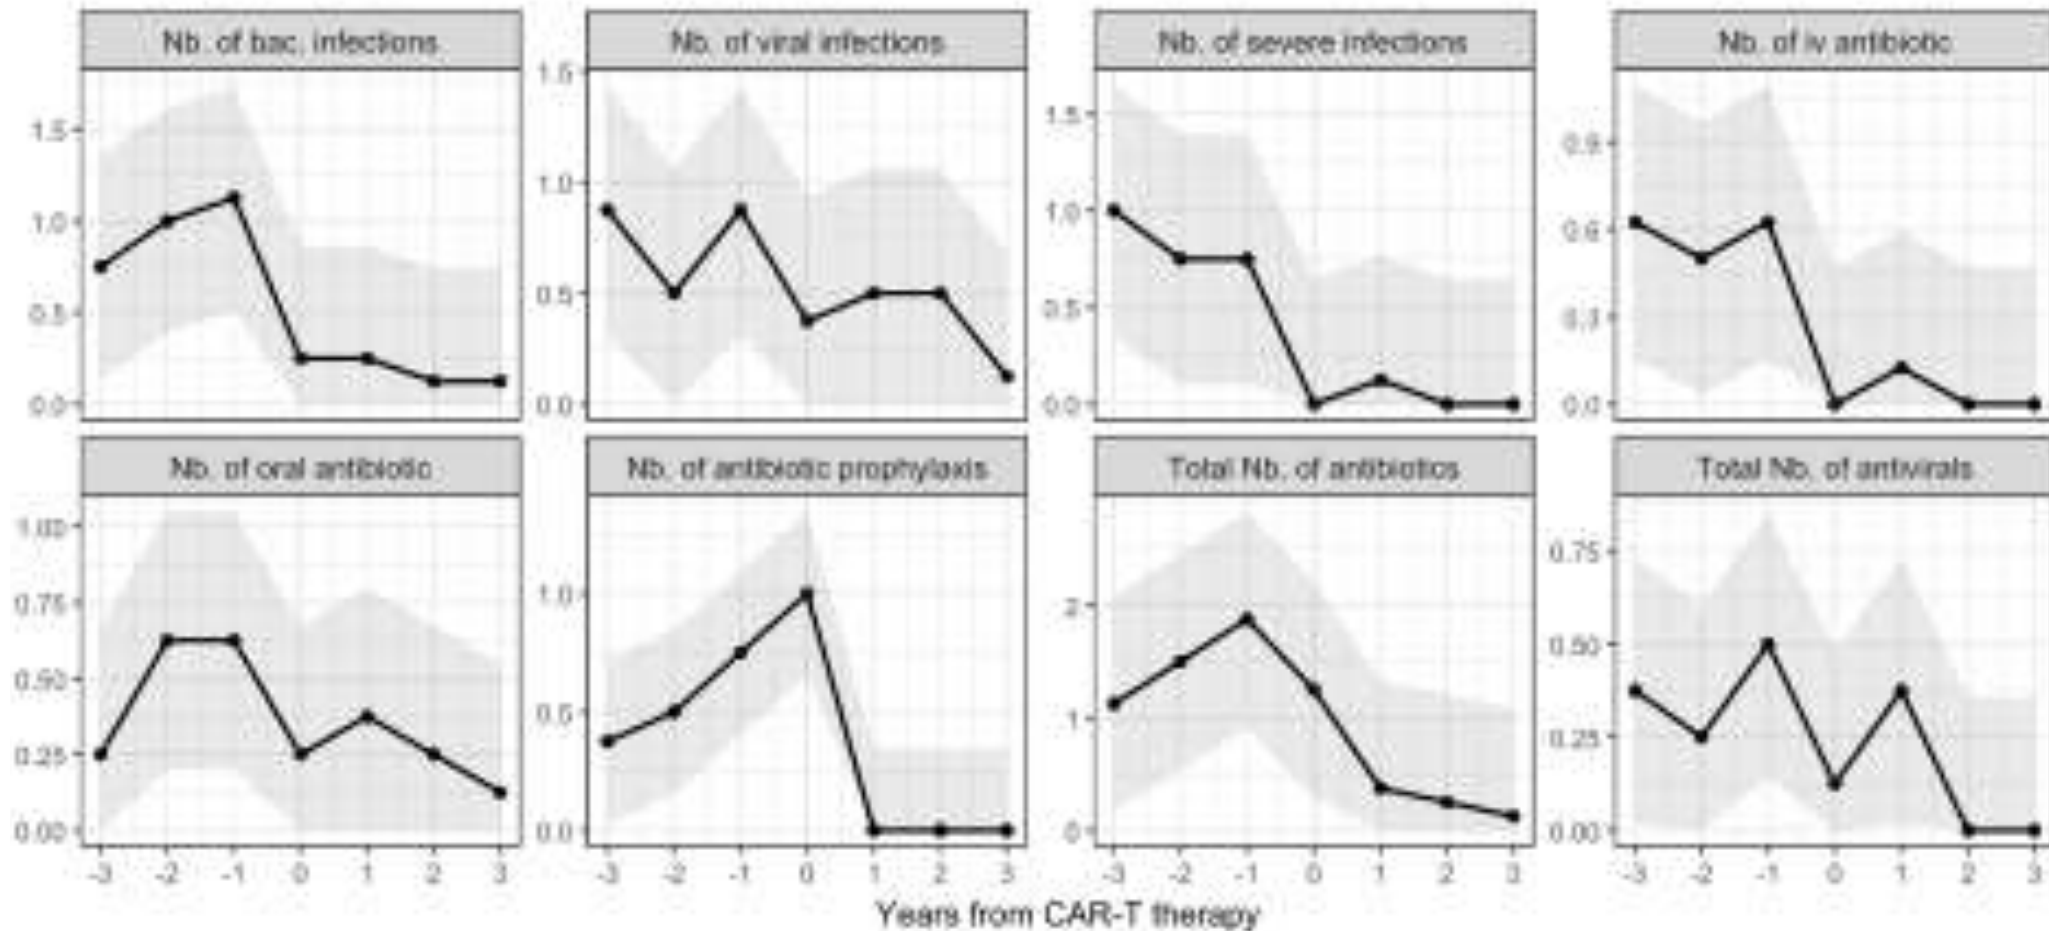 Nb. of bac. infections
Nb. of viral infections
Nb. of severe infections
Nb. of iv antibiotic
1.5
1.0
0.5
0.0
1.5
1.0
0.5
0.0
1.5
1.0
0.5
0.0
0.9
0.6
0.3
0.0
Nb. of oral antibiotic
Nb. of antibiotic prophylaxis
Total Nb. of antibiotics
Total Nb. of antivirals
1.00
0.75
0.50
0.25
0.00
1.0
0.5
0.0
2
1
0
0.75
0.50
0.25
0.00
-3 -2 -1 0 1 2 3
-3 -2 -1 0 1 2 3
-3 -2 -1 0 1 2 3
-3 -2 -1 0 1 2 3
Years from CAR-T therapy